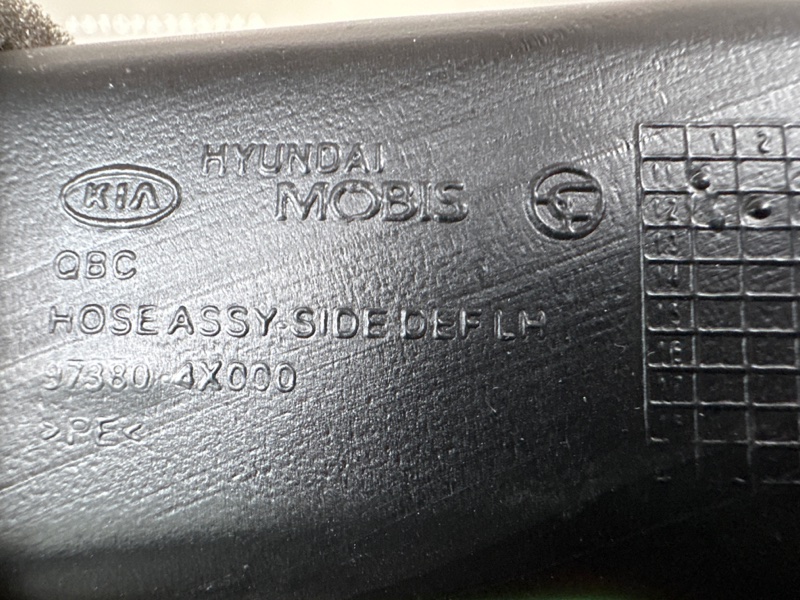 KIA
HYUNDAI
MOBIS
QBC
HOSE ASSY-SIDE DEF LH
97380-4X000
>PE<
1 2
11
12
13
14
15
16
17